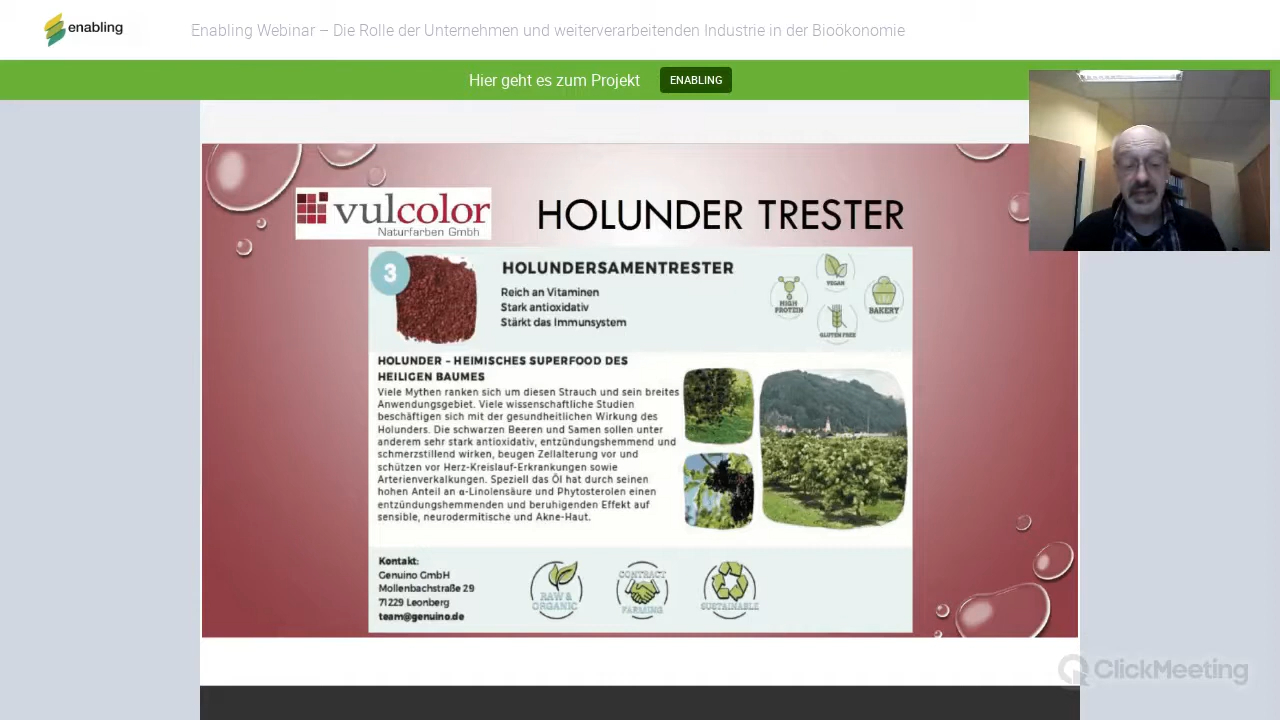 enabling
Enabling Webinar – Die Rolle der Unternehmen und weiterverarbeitenden Industrie in der Bioökonomie
Hier geht es zum Projekt
ENABLING
vulcolor
Naturfarben Gmbh
HOLUNDER TRESTER
3
HOLUNDERSAMENTRESTER
Reich an Vitaminen
Stark antioxidativ
Stärkt das Immunsystem
HIGH
PROTEIN
VEGAN
GLUTEN FREE
BAKERY
HOLUNDER – HEIMISCHES SUPERFOOD DES
HEILIGEN BAUMES
Viele Mythen ranken sich um diesen Strauch und sein breites
Anwendungsgebiet. Viele wissenschaftliche Studien
beschäftigen sich mit der gesundheitlichen Wirkung des
Holunders. Die schwarzen Beeren und Samen sollen unter
anderem sehr stark antioxidativ, entzündungshemmend und
schmerzstillend wirken, beugen Zellalterung vor und
schützen vor Herz-Kreislauf-Erkrankungen sowie
Arterienverkalkungen. Speziell das Öl hat durch seinen
hohen Anteil an α-Linolensäure und Phytosterolen einen
entzündungshemmenden und beruhigenden Effekt auf
sensible, neurodermitische und Akne-Haut.
Kontakt:
Genuino GmbH
Mollenbachstraße 29
71229 Leonberg
team@genuino.de
RAW &
ORGANIC
CONTRACT
FARMING
SUSTAINABLE
ClickMeeting